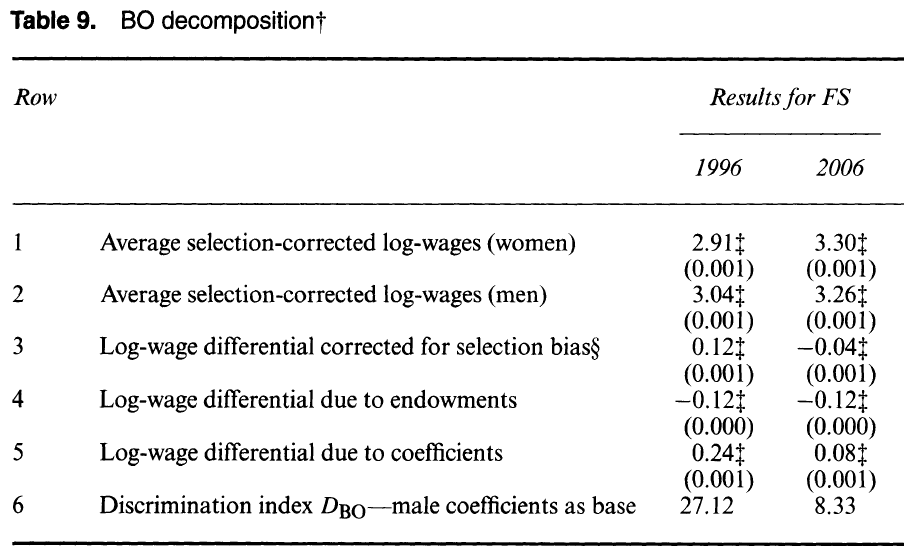 Table 9. BO decomposition†
Row Results for FS
1996 2006
1 Average selection-corrected log-wages (women) 2.91‡ 3.30‡
(0.001) (0.001)
2 Average selection-corrected log-wages (men) 3.04‡ 3.26‡
(0.001) (0.001)
3 Log-wage differential corrected for selection bias§ 0.12‡ −0.04‡
(0.001) (0.001)
4 Log-wage differential due to endowments −0.12‡ −0.12‡
(0.000) (0.000)
5 Log-wage differential due to coefficients 0.24‡ 0.08‡
(0.001) (0.001)
6 Discrimination index DBO—male coefficients as base 27.12 8.33